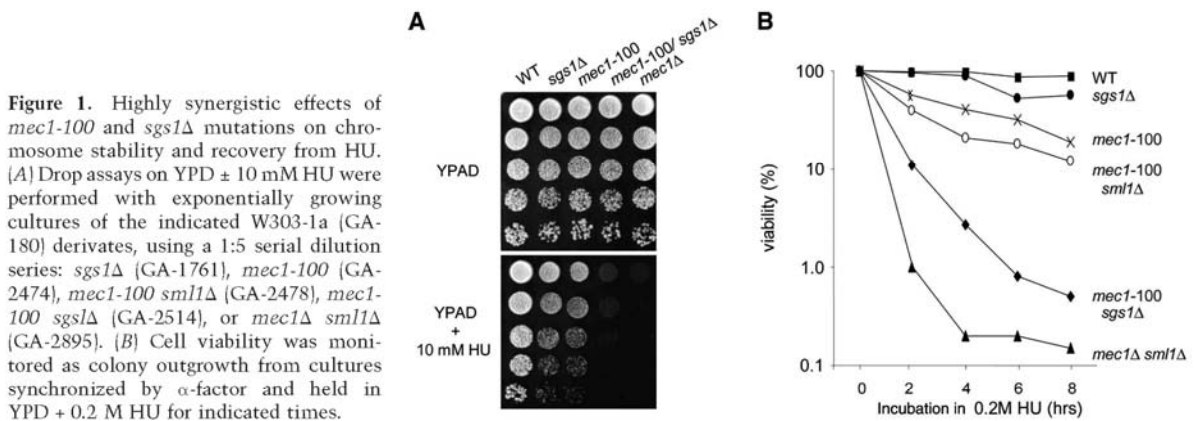 Figure 1. Highly synergistic effects of
mec1-100 and sgs1Δ mutations on chro-
mosome stability and recovery from HU.
(A) Drop assays on YPD ± 10 mM HU were
performed with exponentially growing
cultures of the indicated W303-1a (GA-
180) derivates, using a 1:5 serial dilution
series: sgs1Δ (GA-1761), mec1-100 (GA-
2474), mec1-100 sml1Δ (GA-2478), mec1-
100 sgslΔ (GA-2514), or mec1Δ sml1Δ
(GA-2895). (B) Cell viability was moni-
tored as colony outgrowth from cultures
synchronized by α-factor and held in
YPD + 0.2 M HU for indicated times.
A
WT
sgs1Δ
mec1-100
mec1-100/ sgs1Δ
mec1Δ
YPAD
YPAD
+
10 mM HU
B
viability (%)
100
10
1.0
0.1
0 2 4 6 8
Incubation in 0.2M HU (hrs)
WT
sgs1Δ
mec1-100
mec1-100
sml1Δ
mec1-100
sgs1Δ
mec1Δ sml1Δ